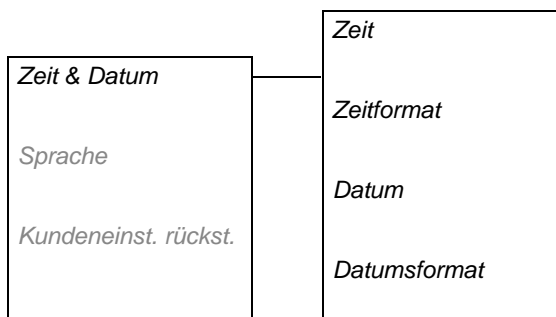 Zeit & Datum
Sprache
Kundeneinst. rückst.
Zeit
Zeitformat
Datum
Datumsformat